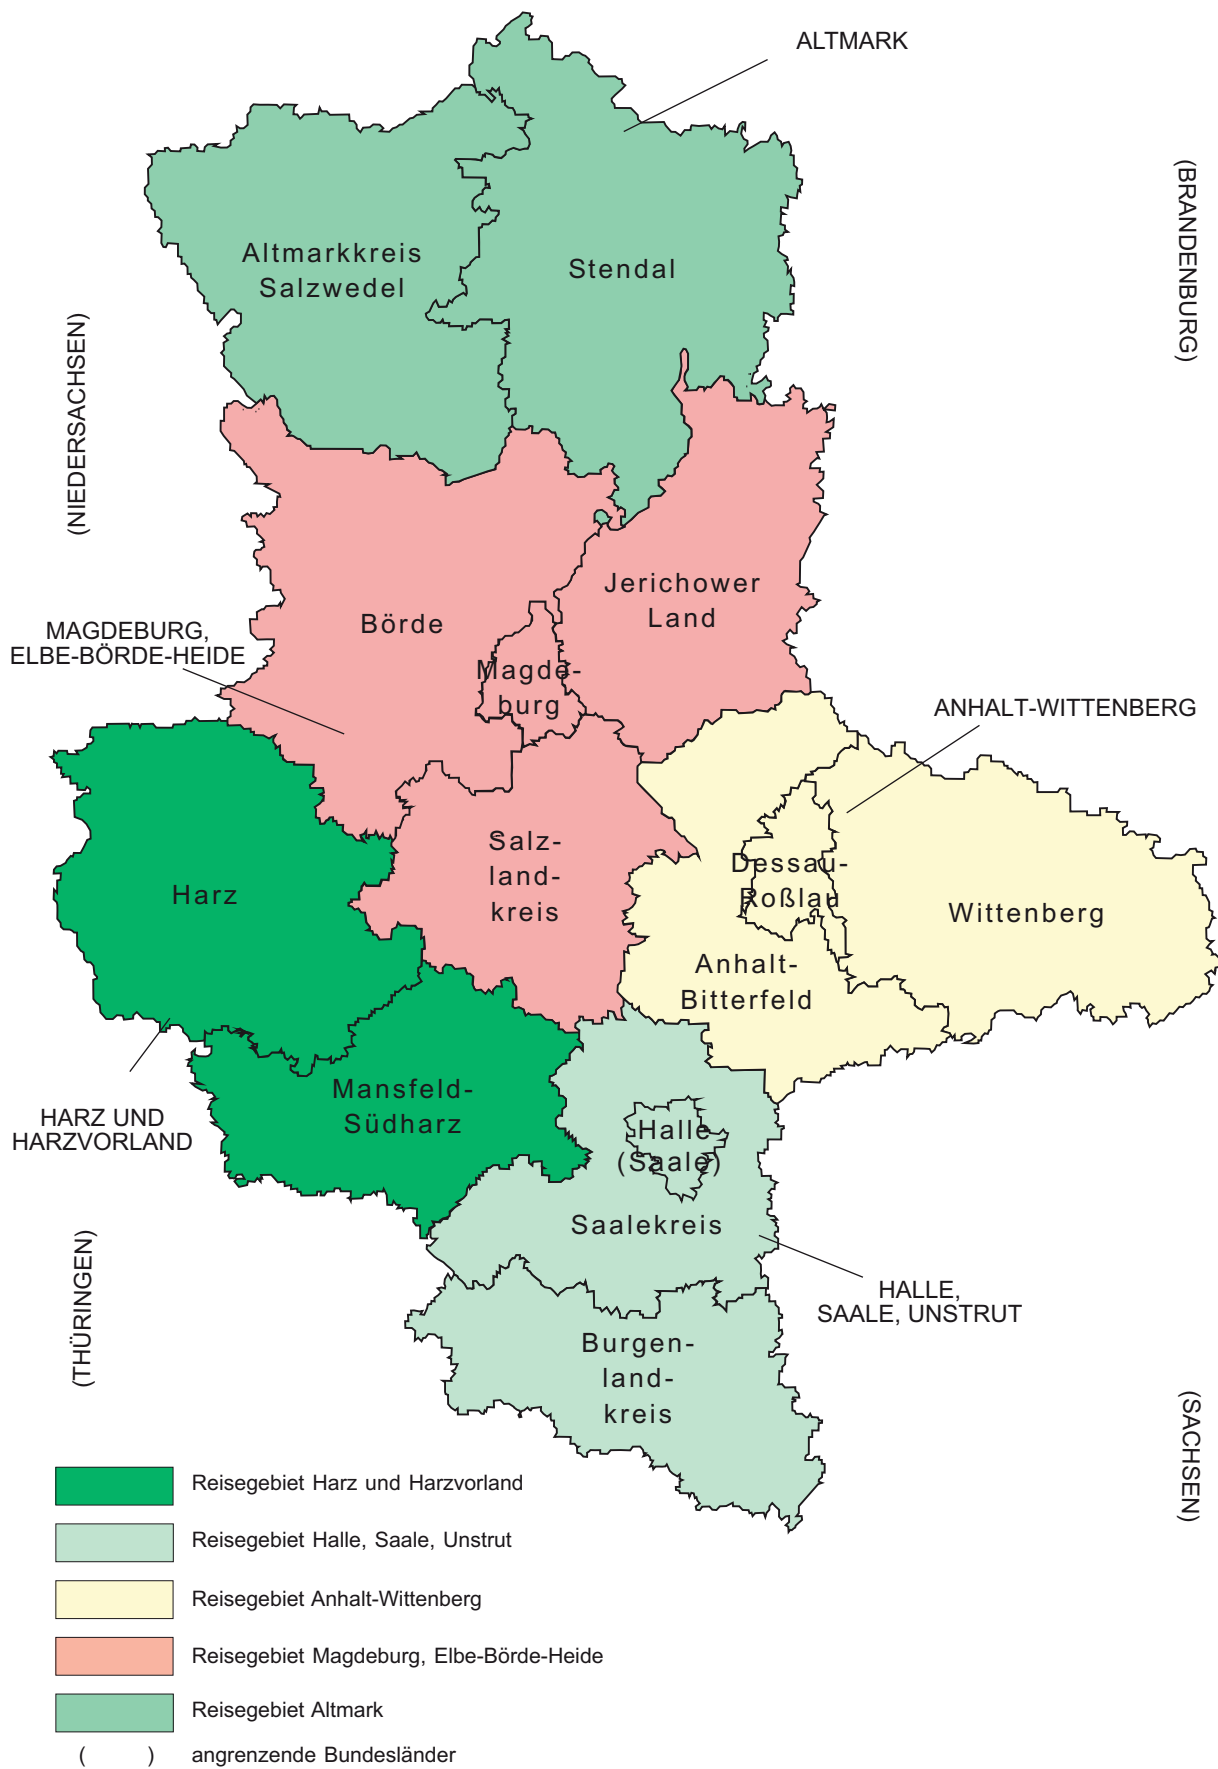 ALTMARK
(BRANDENBURG)
Altmarkkreis
Salzwedel
Stendal
(NIEDERSACHSEN)
Jerichower
Land
Börde
MAGDEBURG,
ELBE-BÖRDE-HEIDE
Magde-
burg
ANHALT-WITTENBERG
Salz-
land-
kreis
Dessau-
Roßlau
Harz
Wittenberg
Anhalt-
Bitterfeld
Mansfeld-
Südharz
HARZ UND
HARZVORLAND
Halle
(Saale)
Saalekreis
(THÜRINGEN)
HALLE,
SAALE, UNSTRUT
Burgen-
land-
kreis
(SACHSEN)
Reisegebiet Harz und Harzvorland
Reisegebiet Halle, Saale, Unstrut
Reisegebiet Anhalt-Wittenberg
Reisegebiet Magdeburg, Elbe-Börde-Heide
Reisegebiet Altmark
( ) angrenzende Bundesländer